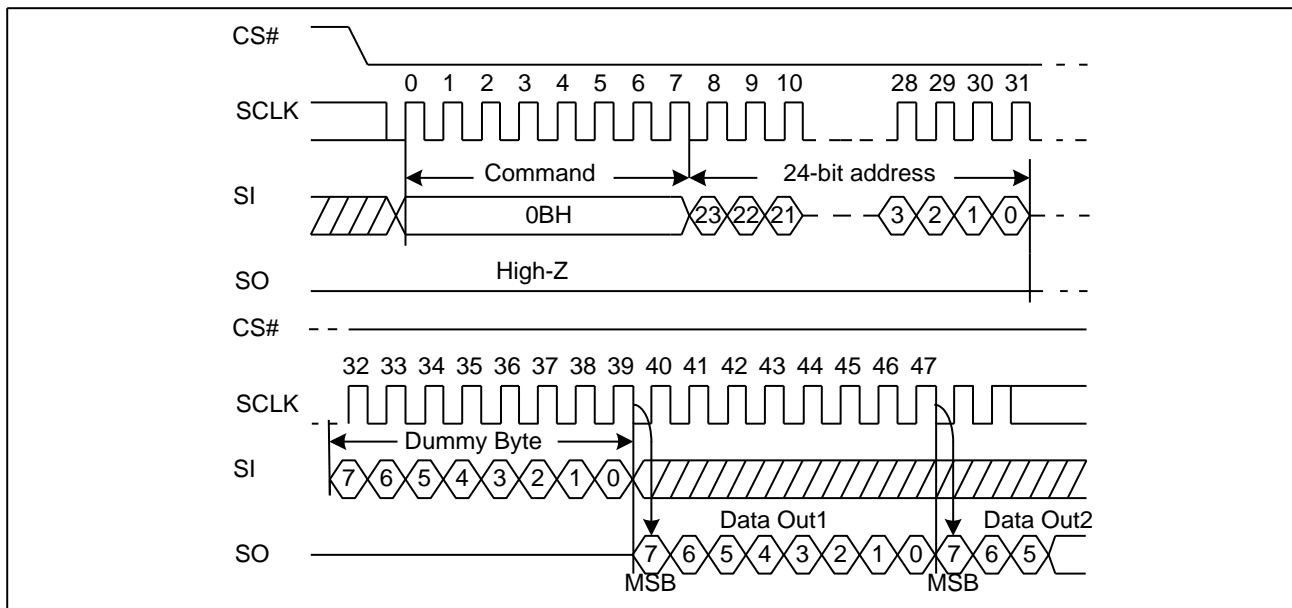 CS#
0 1 2 3 4 5 6 7 8 9 10 28 29 30 31
SCLK
Command 24-bit address
SI
0BH 23 22 21 3 2 1 0
High-Z
SO
CS#
32 33 34 35 36 37 38 39 40 41 42 43 44 45 46 47
SCLK
Dummy Byte
SI
7 6 5 4 3 2 1 0
Data Out1 Data Out2
SO
7 6 5 4 3 2 1 0 7 6 5
MSB MSB